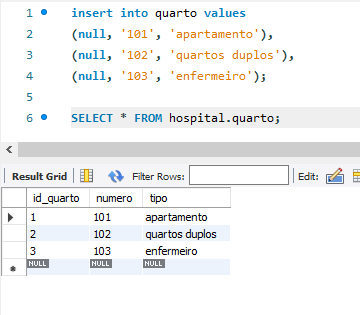 1 insert into quarto values
2 (null, '101', 'apartamento'),
3 (null, '102', 'quartos duplos'),
4 (null, '103', 'enfermeiro');
5
6 SELECT * FROM hospital.quarto;
Result Grid Filter Rows: Edit:
id_quarto numero tipo
1 101 apartamento
2 102 quartos duplos
3 103 enfermeiro
NULL NULL NULL